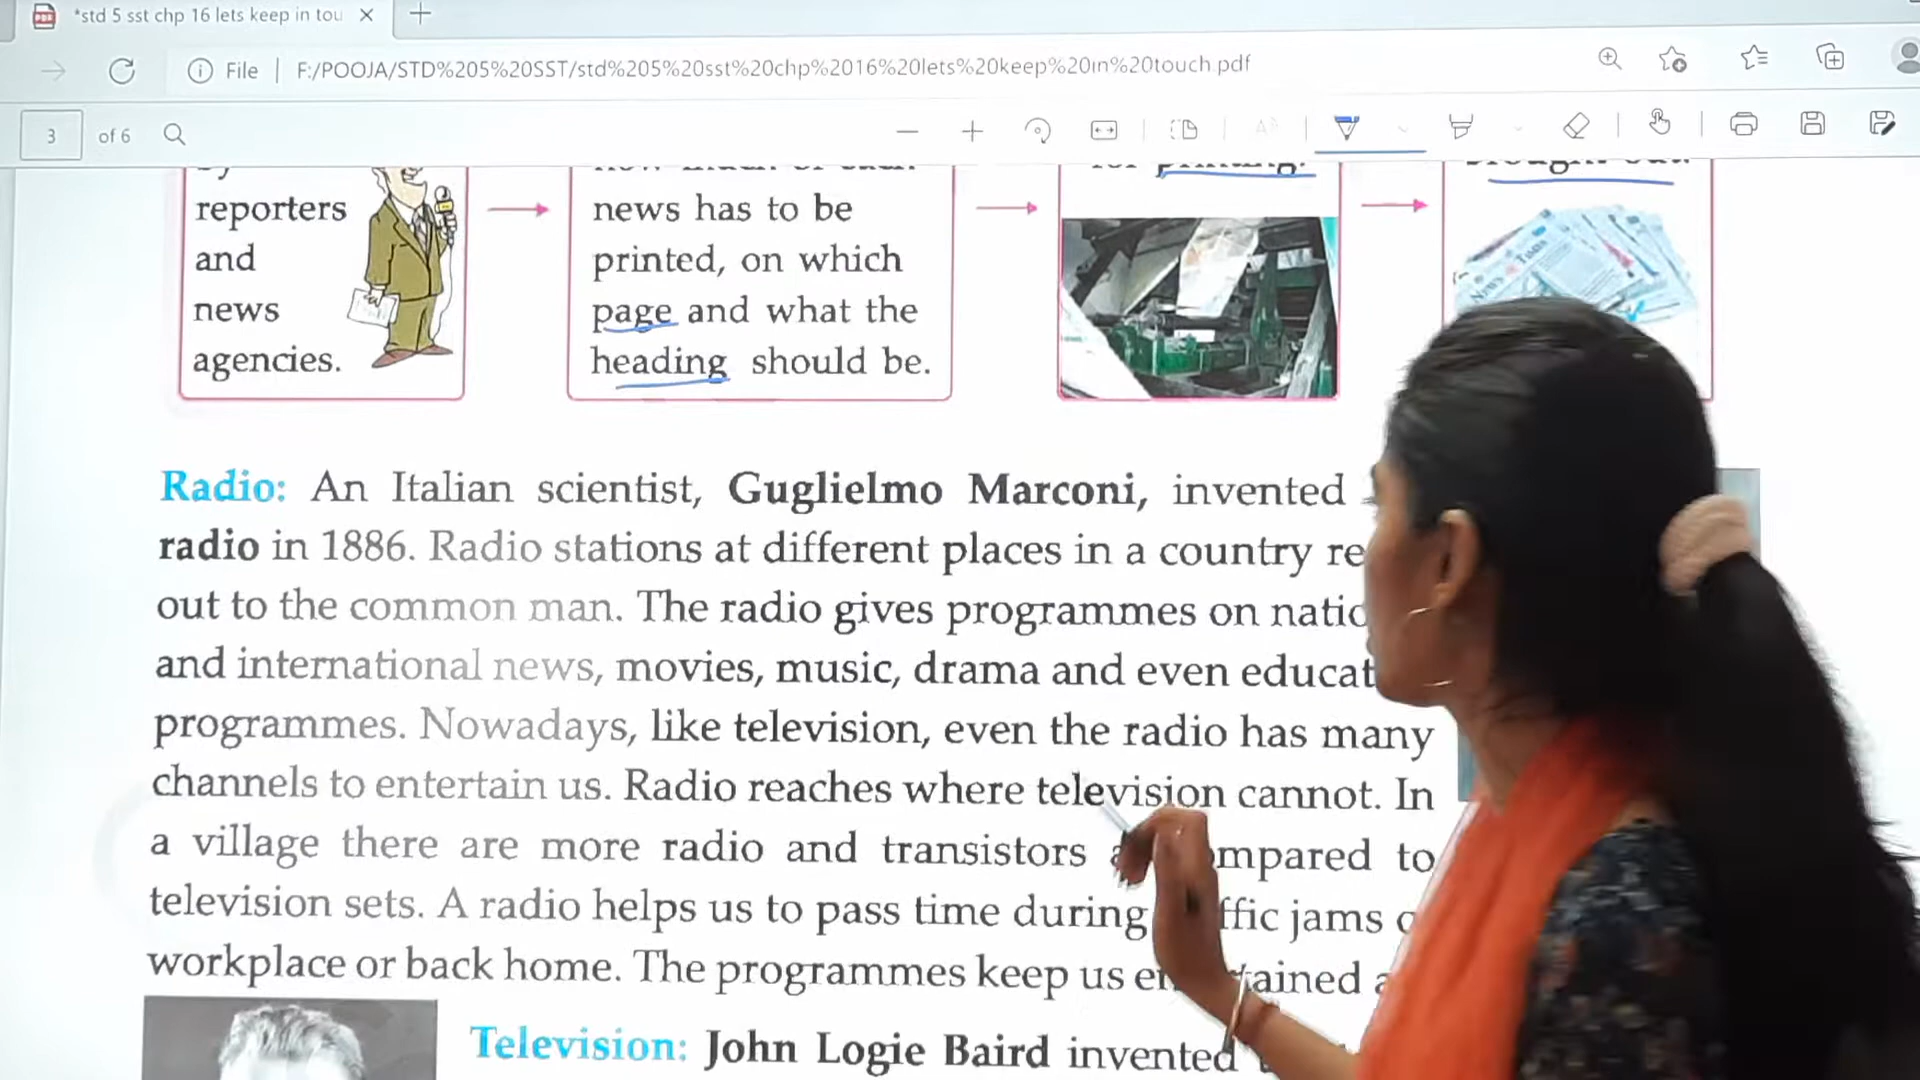 *std 5 sst chp 16 lets keep in tou
File
F:/POOJA/STD%205%20SST/std%205%20sst%20chp%2016%20lets%20keep%20in%20touch.pdf
3 of 6
reporters
and
news
agencies.
news has to be
printed, on which
page and what the
heading should be.
Radio: An Italian scientist, Guglielmo Marconi, invented
radio in 1886. Radio stations at different places in a country re
out to the common man. The radio gives programmes on natio
and international news, movies, music, drama and even educat
programmes. Nowadays, like television, even the radio has many
channels to entertain us. Radio reaches where television cannot. In
a village there are more radio and transistors mpared to
television sets. A radio helps us to pass time during ffic jams
workplace or back home. The programmes keep us tained
Television: John Logie Baird invented